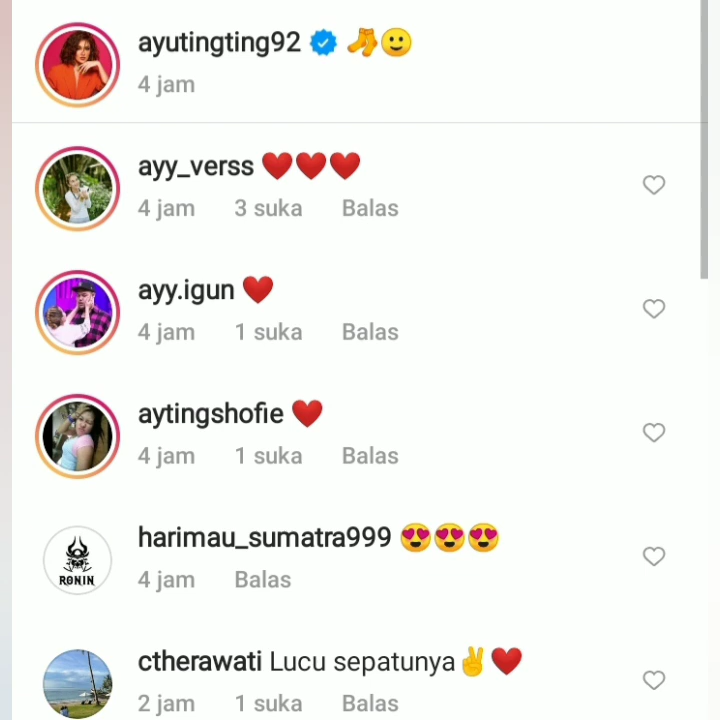 ayutingting92 🧦🙂
4 jam
ayy_verss ❤️❤️❤️
4 jam 3 suka Balas
ayy.igun ❤️
4 jam 1 suka Balas
aytingshofie ❤️
4 jam 1 suka Balas
harimau_sumatra999 😍😍😍
RONIN
4 jam Balas
ctherawati Lucu sepatunya✌️❤️
2 jam 1 suka Balas